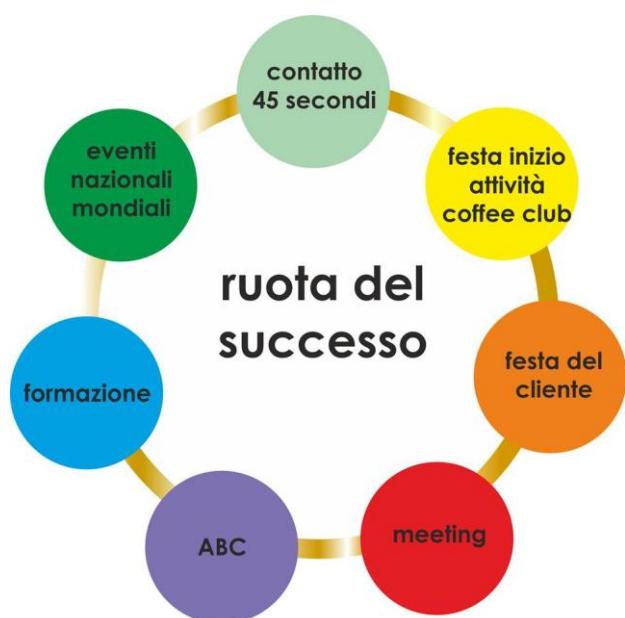 contatto
45 secondi
festa inizio
attività
coffee club
festa del
cliente
meeting
ABC
formazione
eventi
nazionali
mondiali
ruota del
successo